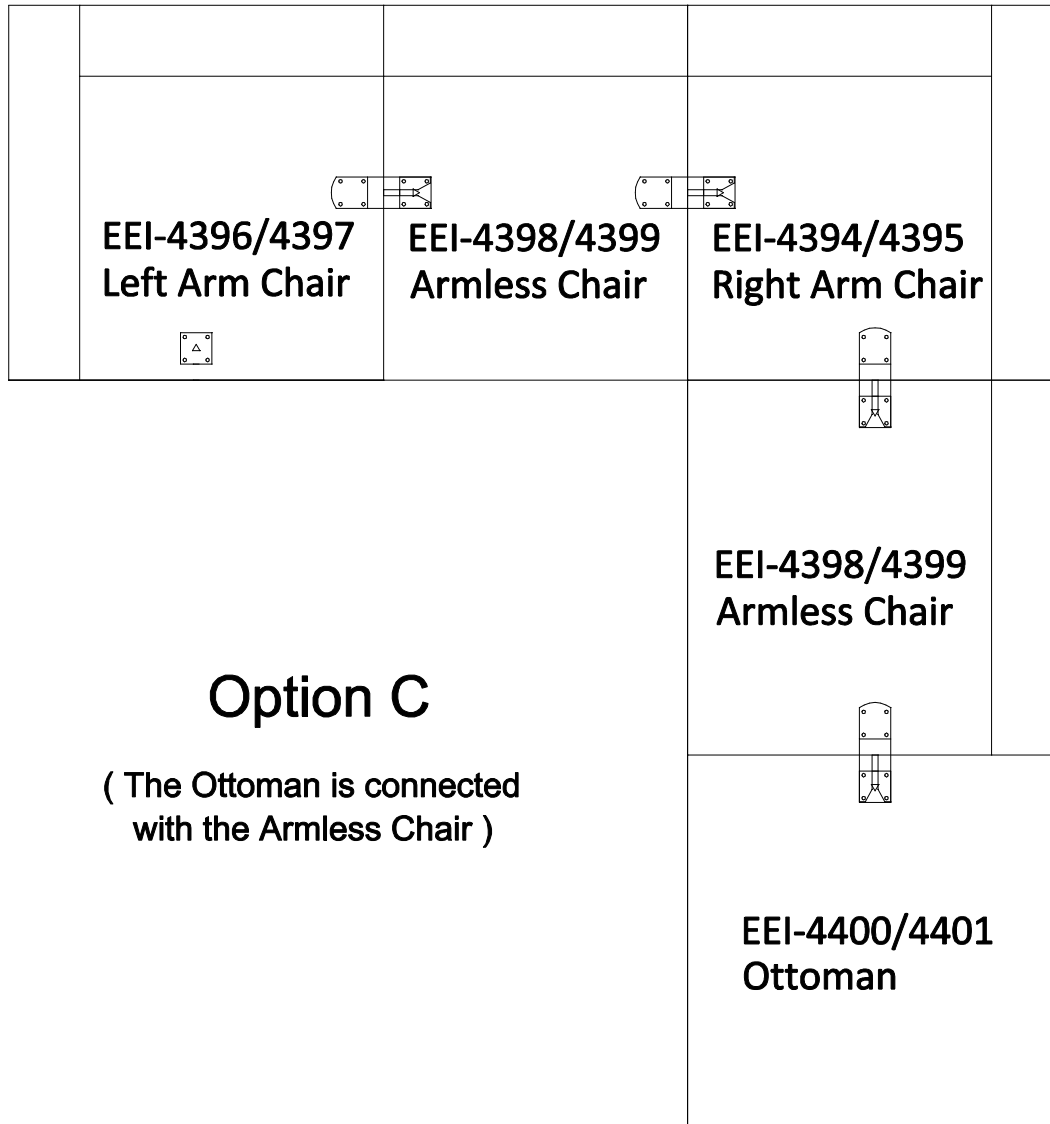 EEI-4396/4397
Left Arm Chair
EEI-4398/4399
Armless Chair
EEI-4394/4395
Right Arm Chair
EEI-4398/4399
Armless Chair
Option C
( The Ottoman is connected
with the Armless Chair )
EEI-4400/4401
Ottoman